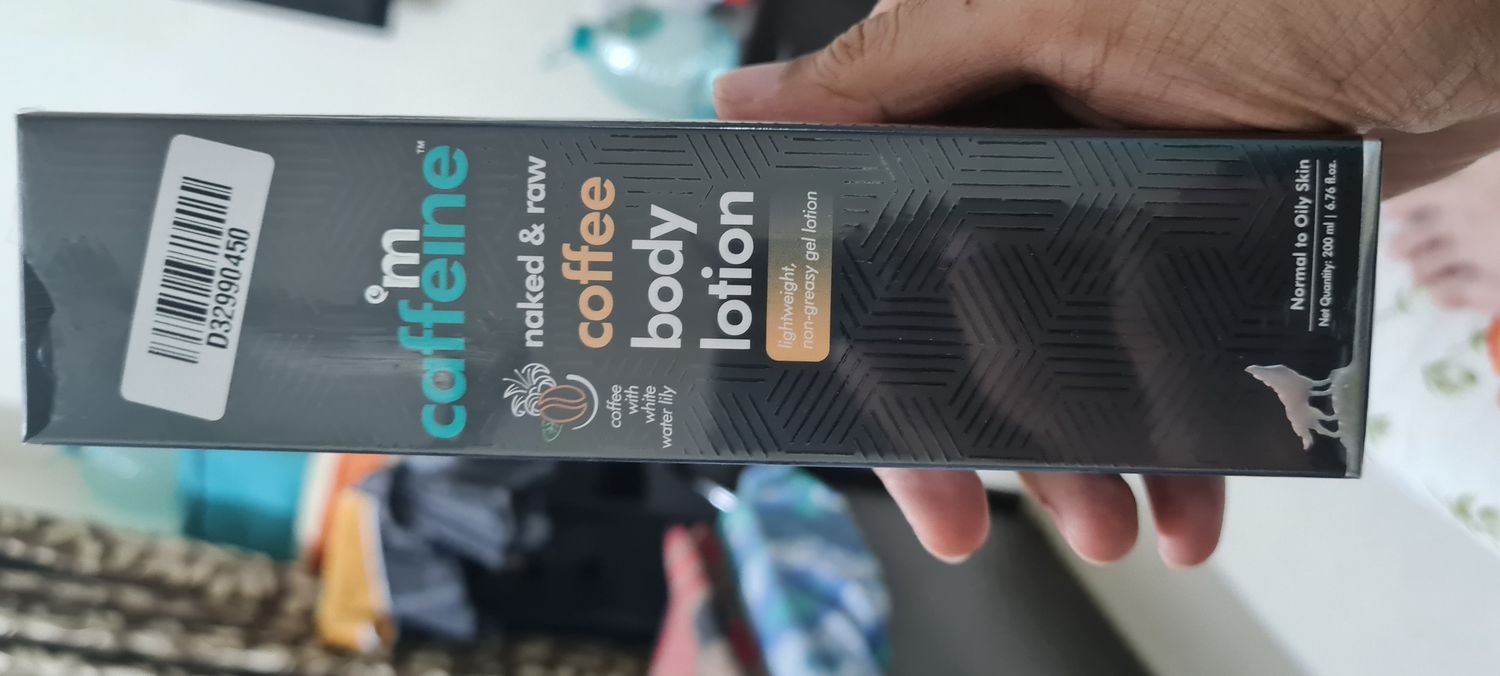 D32990450
m
caffeine™
naked & raw
coffee
body
lotion
coffee
with
white
water lily
lightweight,
non-greasy gel lotion
Normal to Oily Skin
Net Quantity: 200 ml | 6.76 fl.oz.